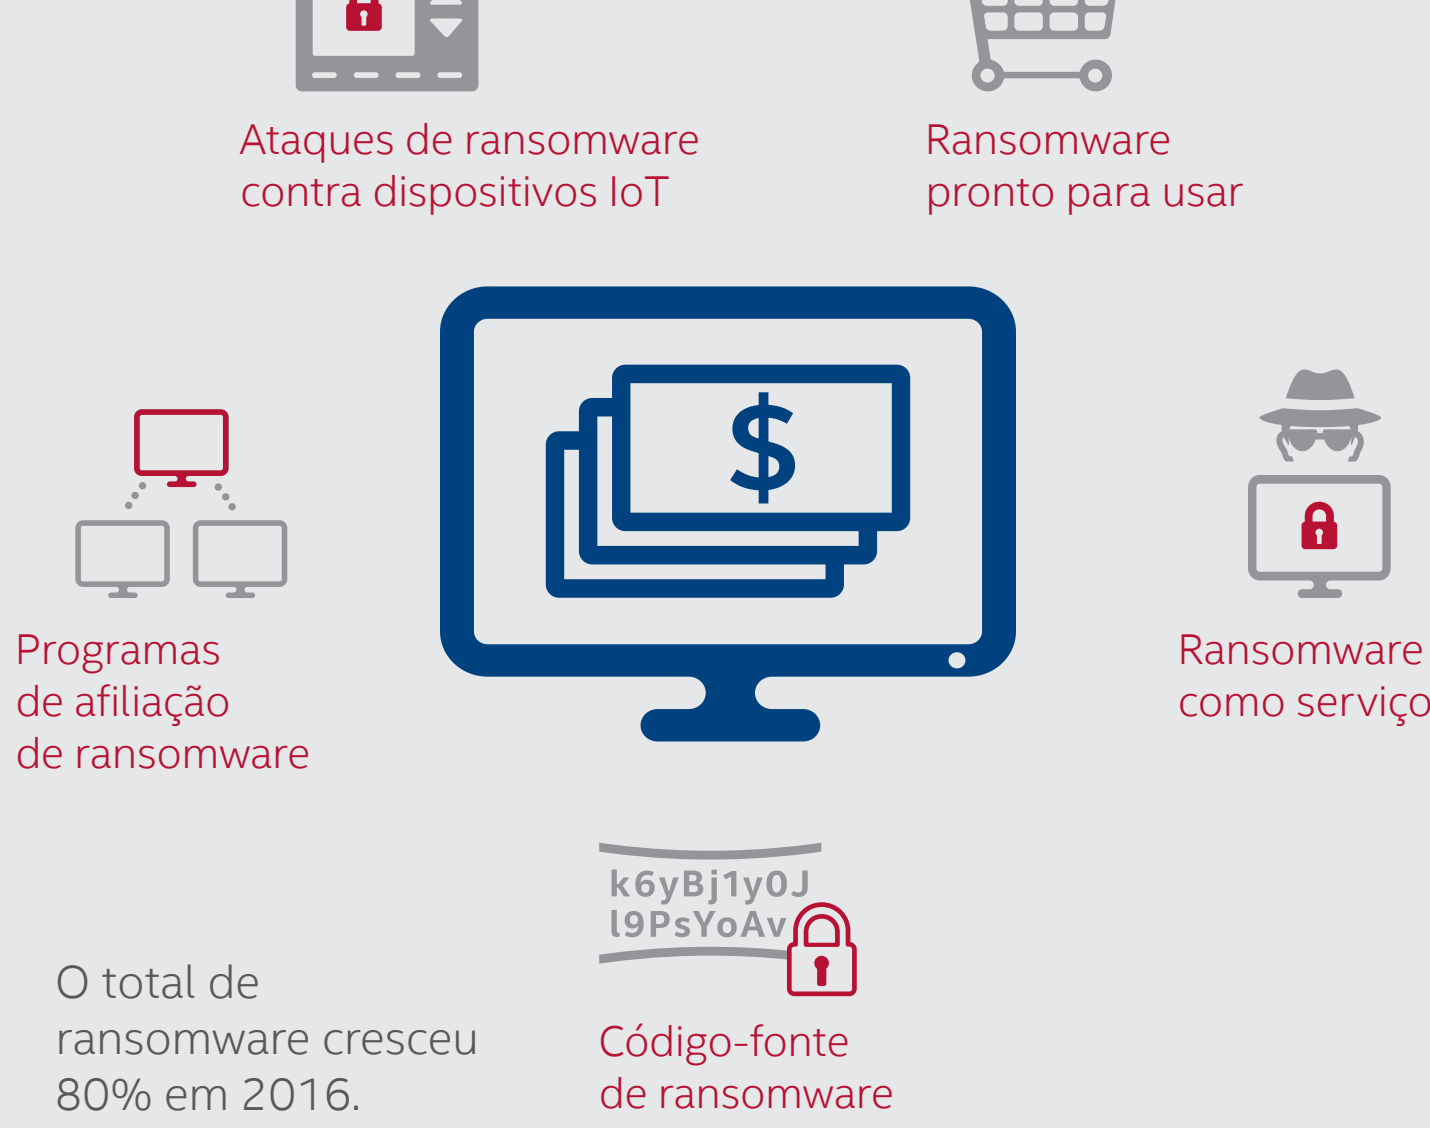 Ataques de ransomware
contra dispositivos IoT
Ransomware
pronto para usar
$
Programas
de afiliação
de ransomware
Ransomware
como serviço
k6yBj1y0J
l9PsYoAv
Código-fonte
de ransomware
O total de
ransomware cresceu
80% em 2016.